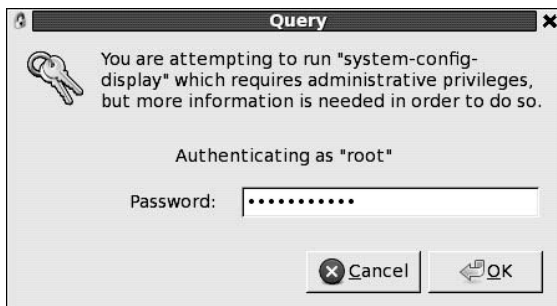 Query
You are attempting to run "system-config-
display" which requires administrative privileges,
but more information is needed in order to do so.
Authenticating as "root"
Password: •••••••••••
Cancel OK